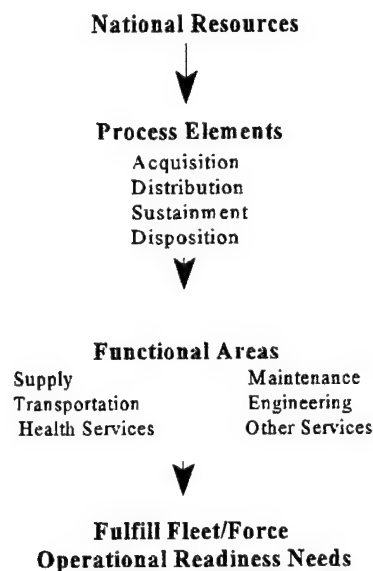 National Resources
Process Elements
Acquisition
Distribution
Sustainment
Disposition
Functional Areas
Supply Maintenance
Transportation Engineering
Health Services Other Services
Fulfill Fleet/Force
Operational Readiness Needs